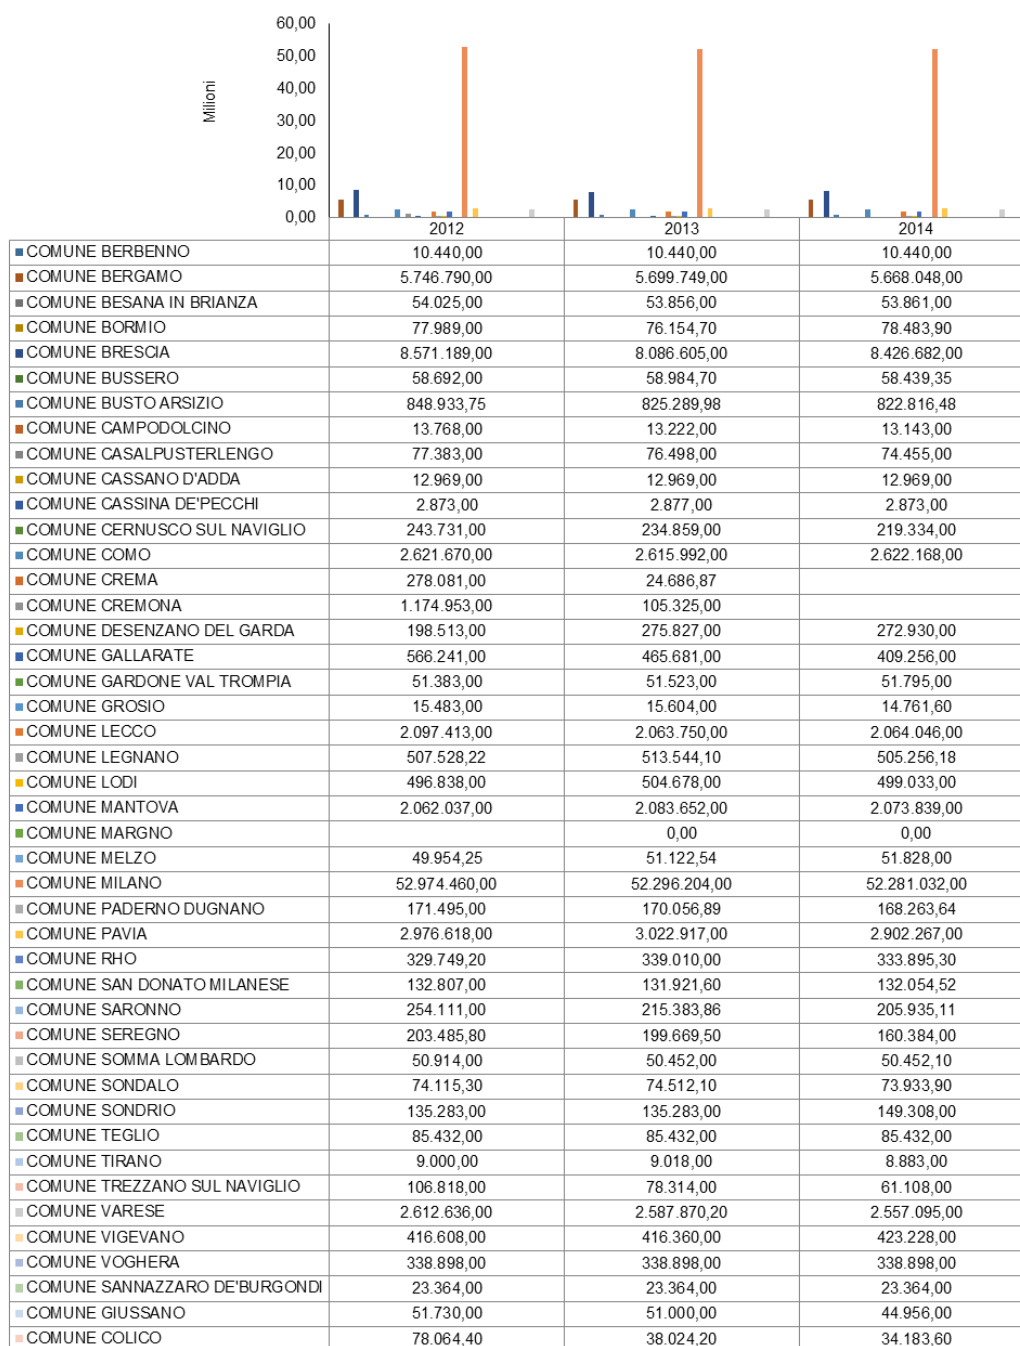 60,00
50,00
40,00
30,00
20,00
10,00
0,00
Milioni
2012 2013 2014
COMUNE BERBENNO 10.440,00 10.440,00 10.440,00
COMUNE BERGAMO 5.746.790,00 5.699.749,00 5.668.048,00
COMUNE BESANA IN BRIANZA 54.025,00 53.856,00 53.861,00
COMUNE BORMIO 77.989,00 76.154,70 78.483,90
COMUNE BRESCIA 8.571.189,00 8.086.605,00 8.426.682,00
COMUNE BUSSERO 58.692,00 58.984,70 58.439,35
COMUNE BUSTO ARSIZIO 848.933,75 825.289,98 822.816,48
COMUNE CAMPODOLCINO 13.768,00 13.222,00 13.143,00
COMUNE CASALPUSTERLENGO 77.383,00 76.498,00 74.455,00
COMUNE CASSANO D'ADDA 12.969,00 12.969,00 12.969,00
COMUNE CASSINA DE'PECCHI 2.873,00 2.877,00 2.873,00
COMUNE CERNUSCO SUL NAVIGLIO 243.731,00 234.859,00 219.334,00
COMUNE COMO 2.621.670,00 2.615.992,00 2.622.168,00
COMUNE CREMA 278.081,00 24.686,87
COMUNE CREMONA 1.174.953,00 105.325,00
COMUNE DESENZANO DEL GARDA 198.513,00 275.827,00 272.930,00
COMUNE GALLARATE 566.241,00 465.681,00 409.256,00
COMUNE GARDONE VAL TROMPIA 51.383,00 51.523,00 51.795,00
COMUNE GROSIO 15.483,00 15.604,00 14.761,60
COMUNE LECCO 2.097.413,00 2.063.750,00 2.064.046,00
COMUNE LEGNANO 507.528,22 513.544,10 505.256,18
COMUNE LODI 496.838,00 504.678,00 499.033,00
COMUNE MANTOVA 2.062.037,00 2.083.652,00 2.073.839,00
COMUNE MARGNO 0,00 0,00
COMUNE MELZO 49.954,25 51.122,54 51.828,00
COMUNE MILANO 52.974.460,00 52.296.204,00 52.281.032,00
COMUNE PADERNO DUGNANO 171.495,00 170.056,89 168.263,64
COMUNE PAVIA 2.976.618,00 3.022.917,00 2.902.267,00
COMUNE RHO 329.749,20 339.010,00 333.895,30
COMUNE SAN DONATO MILANESE 132.807,00 131.921,60 132.054,52
COMUNE SARONNO 254.111,00 215.383,86 205.935,11
COMUNE SEREGNO 203.485,80 199.669,50 160.384,00
COMUNE SOMMA LOMBARDO 50.914,00 50.452,00 50.452,10
COMUNE SONDALO 74.115,30 74.512,10 73.933,90
COMUNE SONDRIO 135.283,00 135.283,00 149.308,00
COMUNE TEGLIO 85.432,00 85.432,00 85.432,00
COMUNE TIRANO 9.000,00 9.018,00 8.883,00
COMUNE TREZZANO SUL NAVIGLIO 106.818,00 78.314,00 61.108,00
COMUNE VARESE 2.612.636,00 2.587.870,20 2.557.095,00
COMUNE VIGEVANO 416.608,00 416.360,00 423.228,00
COMUNE VOGHERA 338.898,00 338.898,00 338.898,00
COMUNE SANNAZZARO DE'BURGONDI 23.364,00 23.364,00 23.364,00
COMUNE GIUSSANO 51.730,00 51.000,00 44.956,00
COMUNE COLICO 78.064,40 38.024,20 34.183,60